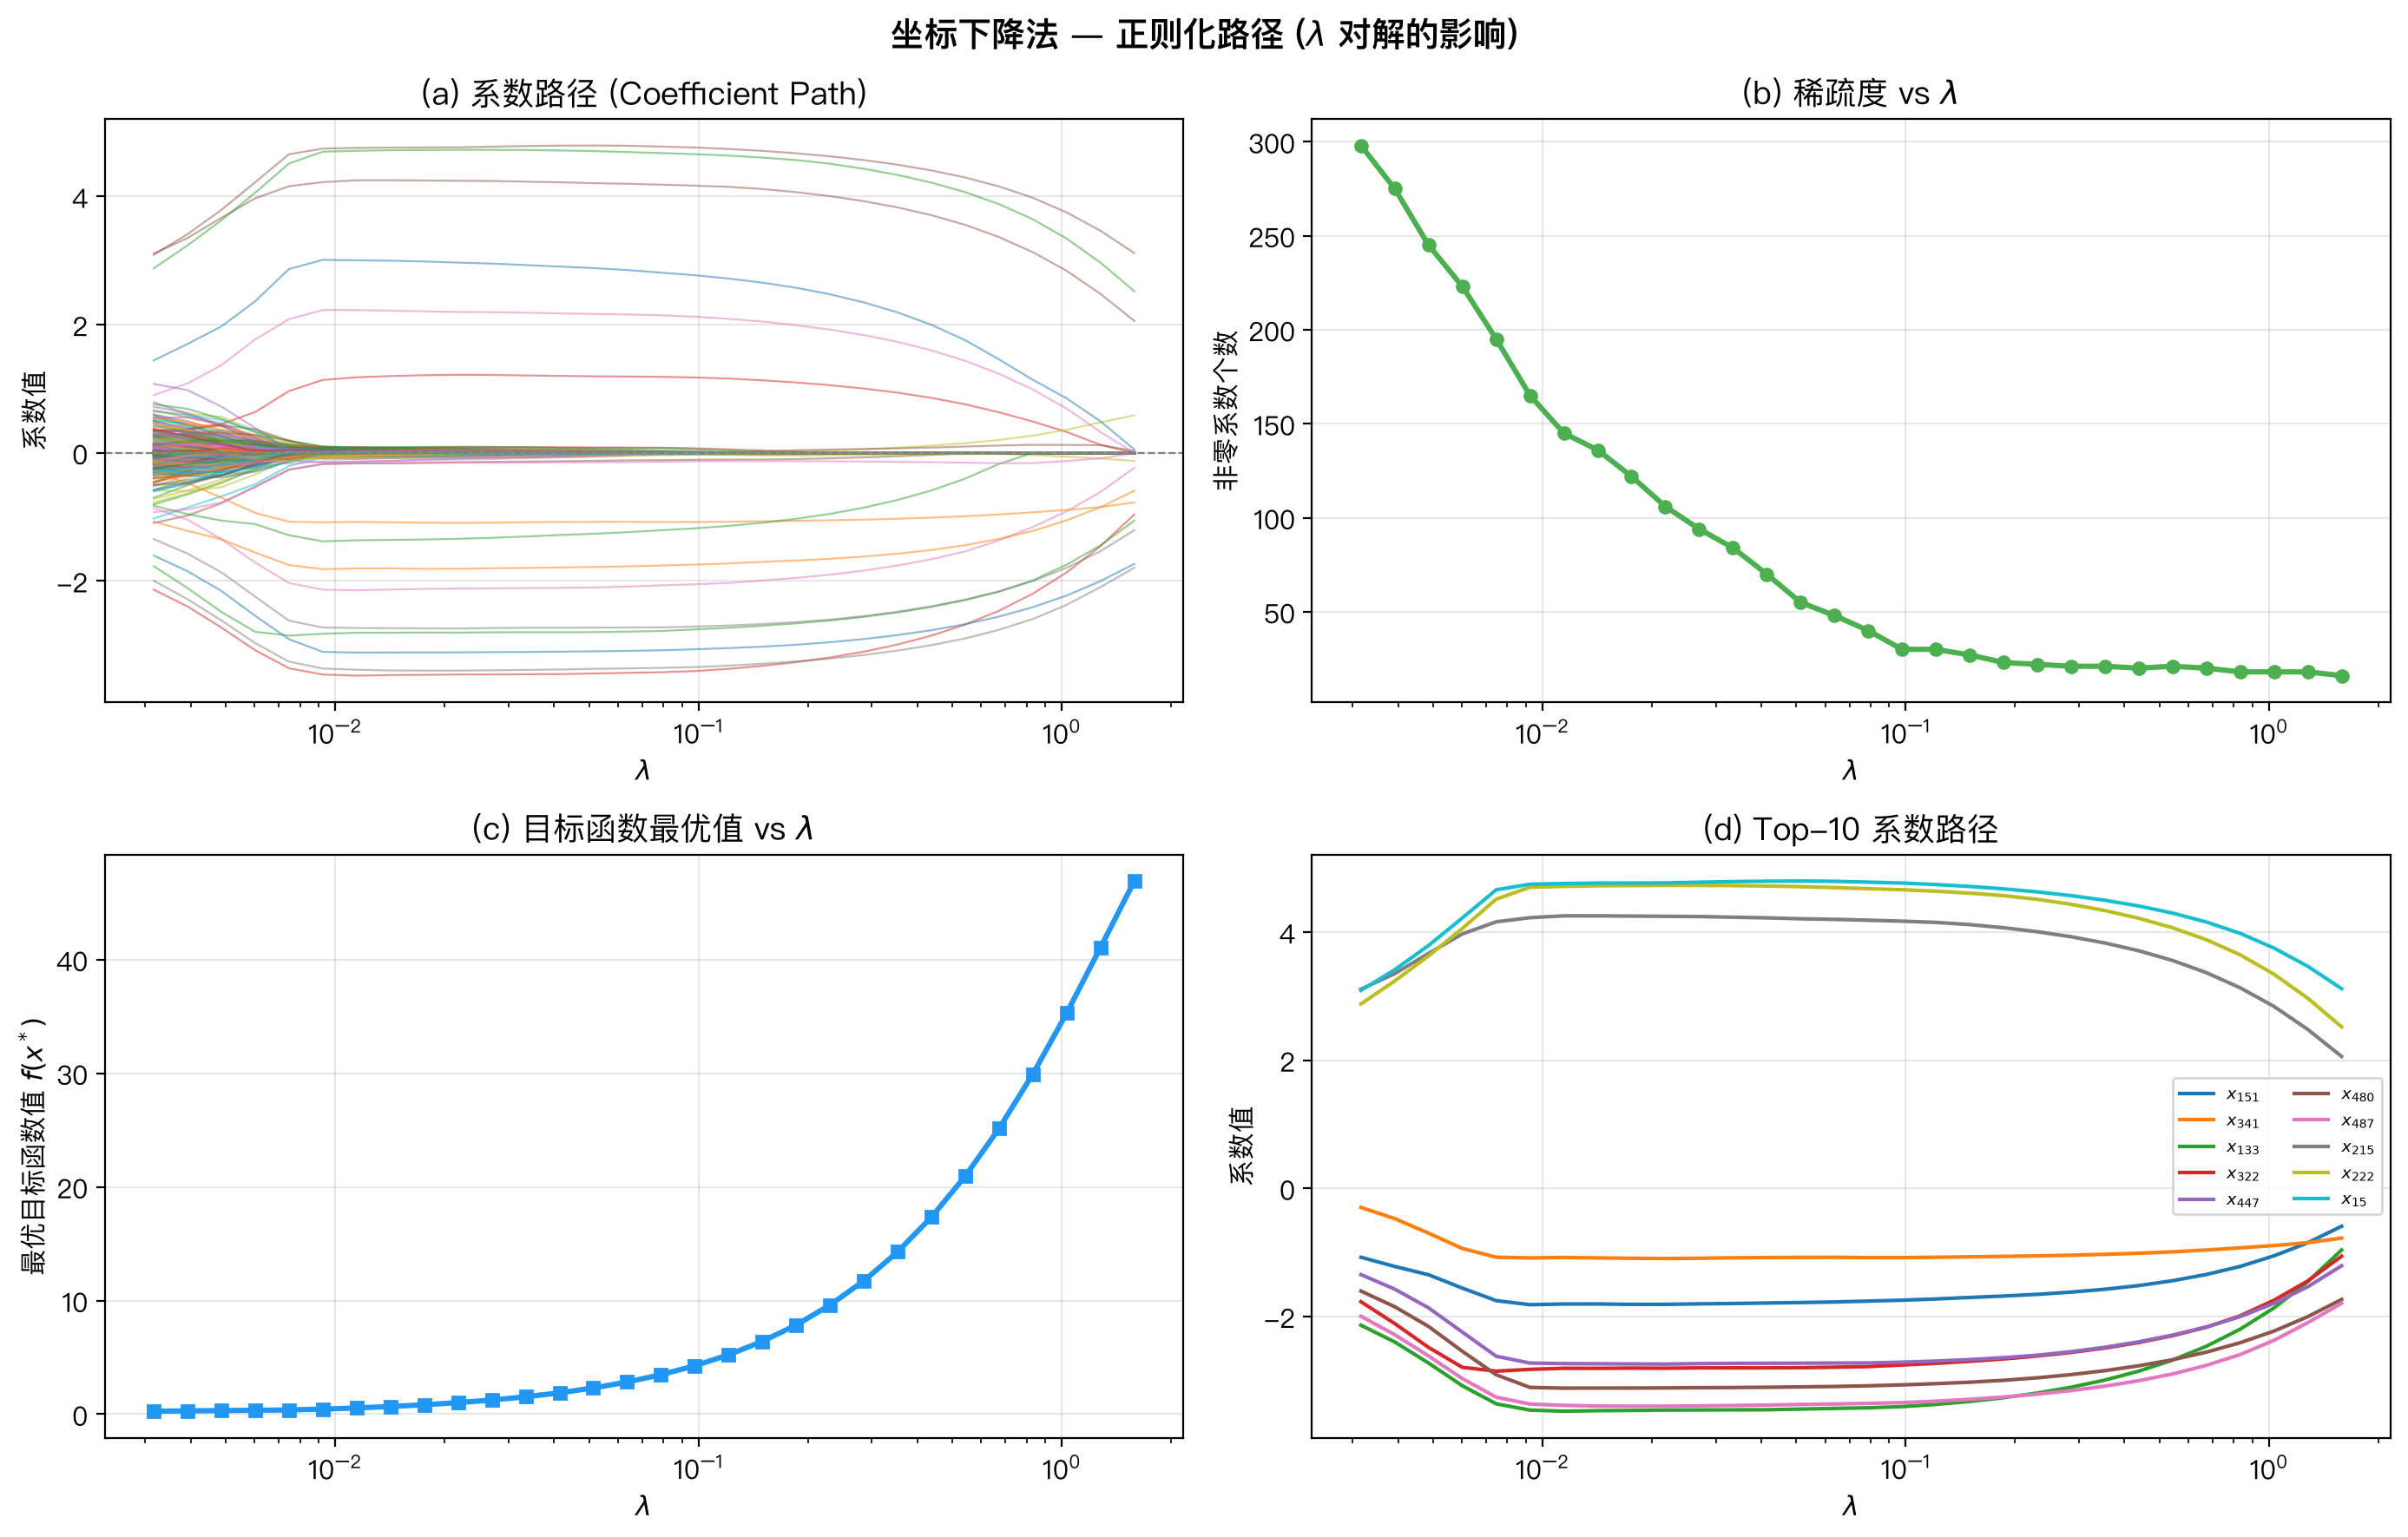 坐标下降法 — 正则化路径 (λ 对解的影响)
(a) 系数路径 (Coefficient Path)
系数值
4
2
0
−2
10⁻²
10⁻¹
10⁰
λ
(b) 稀疏度 vs λ
非零系数个数
300
250
200
150
100
50
10⁻²
10⁻¹
10⁰
λ
(c) 目标函数最优值 vs λ
最优目标函数值 f(x*)
40
30
20
10
0
10⁻²
10⁻¹
10⁰
λ
(d) Top−10 系数路径
系数值
4
2
0
−2
x₁₅₁
x₃₄₁
x₁₃₃
x₃₂₂
x₄₄₇
x₄₈₀
x₄₈₇
x₂₁₅
x₂₂₂
x₁₅
10⁻²
10⁻¹
10⁰
λ